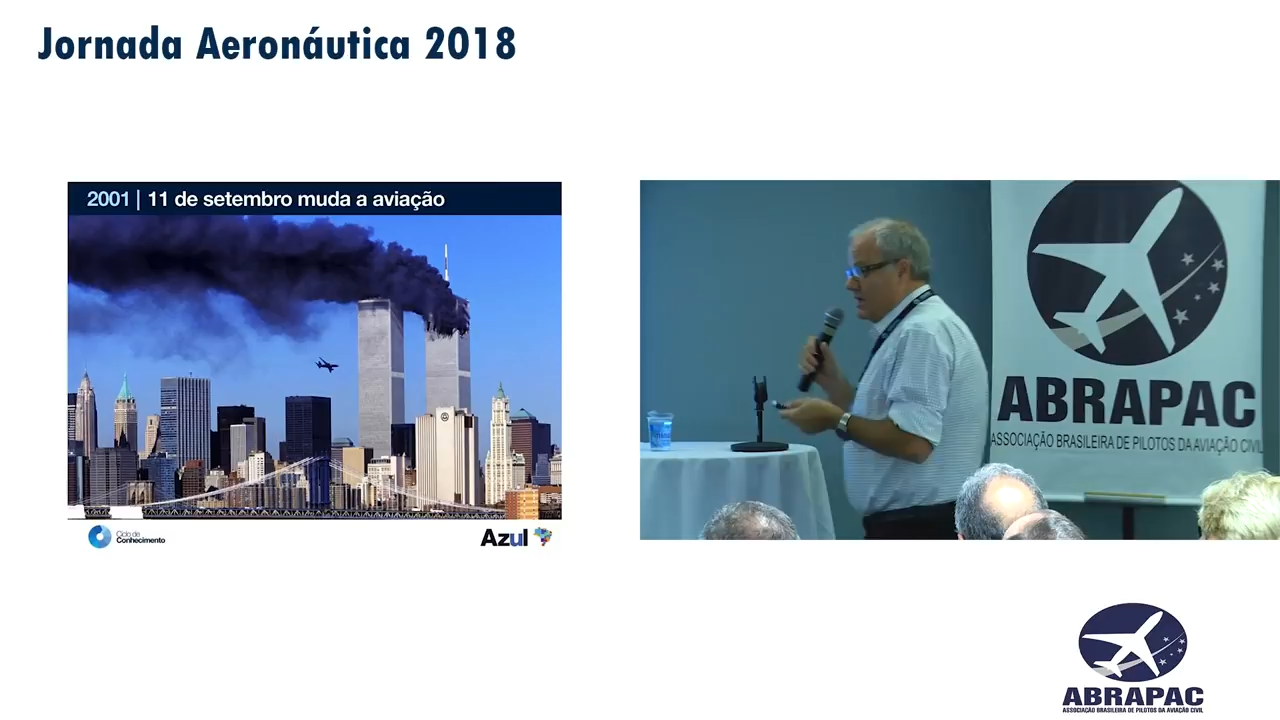 Jornada Aeronáutica 2018
2001 | 11 de setembro muda a aviação
Ciclo de
Conhecimento
Azul
ABRAPAC
ASSOCIAÇÃO BRASILEIRA DE PILOTOS DA AVIAÇÃO CIVIL
ABRAPAC
ASSOCIAÇÃO BRASILEIRA DE PILOTOS DA AVIAÇÃO CIVIL